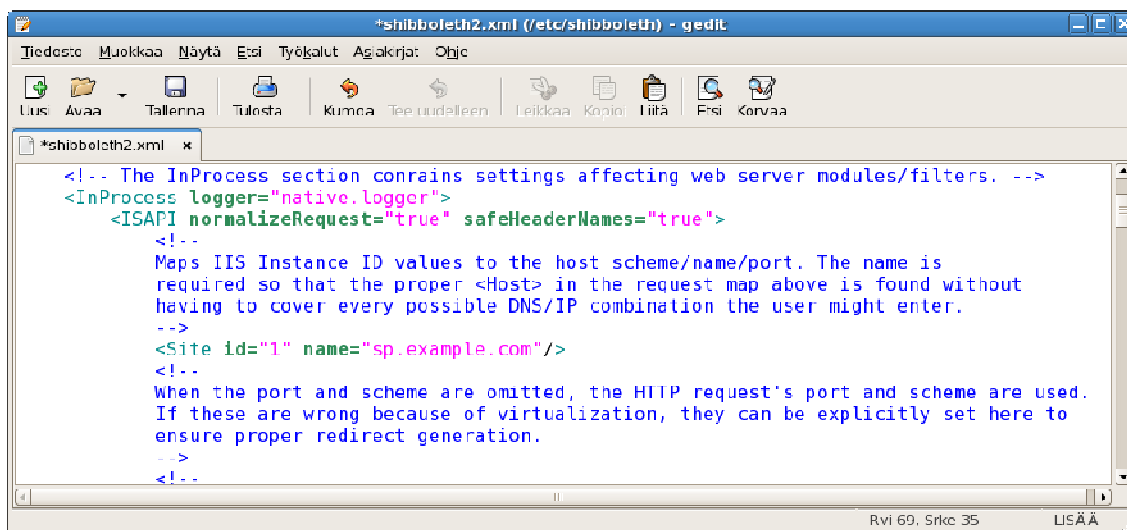 *shibboleth2.xml (/etc/shibboleth) - gedit
Tiedosto Muokkaa Näytä Etsi Työkalut Asiakirjat Ohje
Uusi Avaa Tallenna Tulosta Kumoa Tee uudelleen Leikkaa Kopioi Liitä Etsi Korvaa
*shibboleth2.xml x
<!-- The InProcess section conrains settings affecting web server modules/filters. -->
<InProcess logger="native.logger">
<ISAPI normalizeRequest="true" safeHeaderNames="true">
<!--
Maps IIS Instance ID values to the host scheme/name/port. The name is
required so that the proper <Host> in the request map above is found without
having to cover every possible DNS/IP combination the user might enter.
-->
<Site id="1" name="sp.example.com"/>
<!--
When the port and scheme are omitted, the HTTP request's port and scheme are used.
If these are wrong because of virtualization, they can be explicitly set here to
ensure proper redirect generation.
-->
<!--
Rvi 69, Srke 35 LISÄÄ